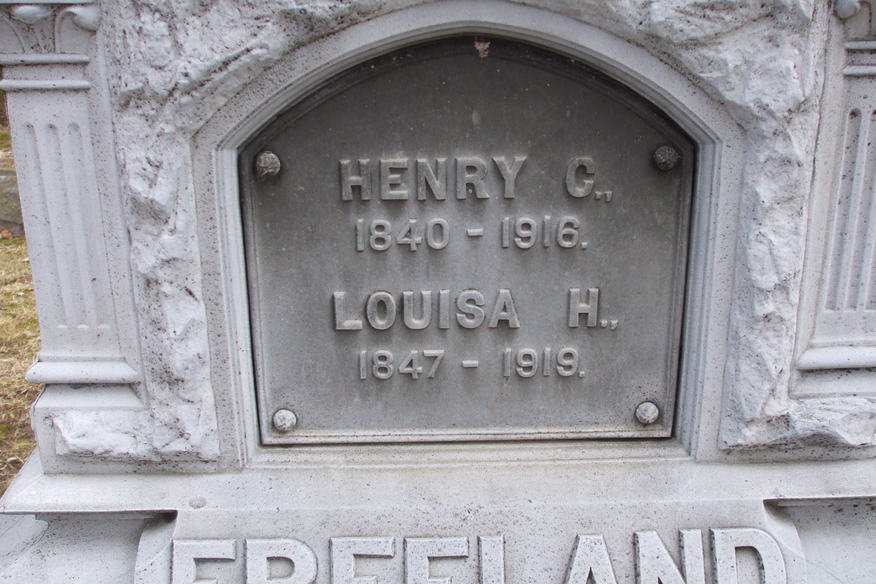 HENRY C.,
1840 - 1916.
LOUISA H.,
1847 - 1919.
FREELAND